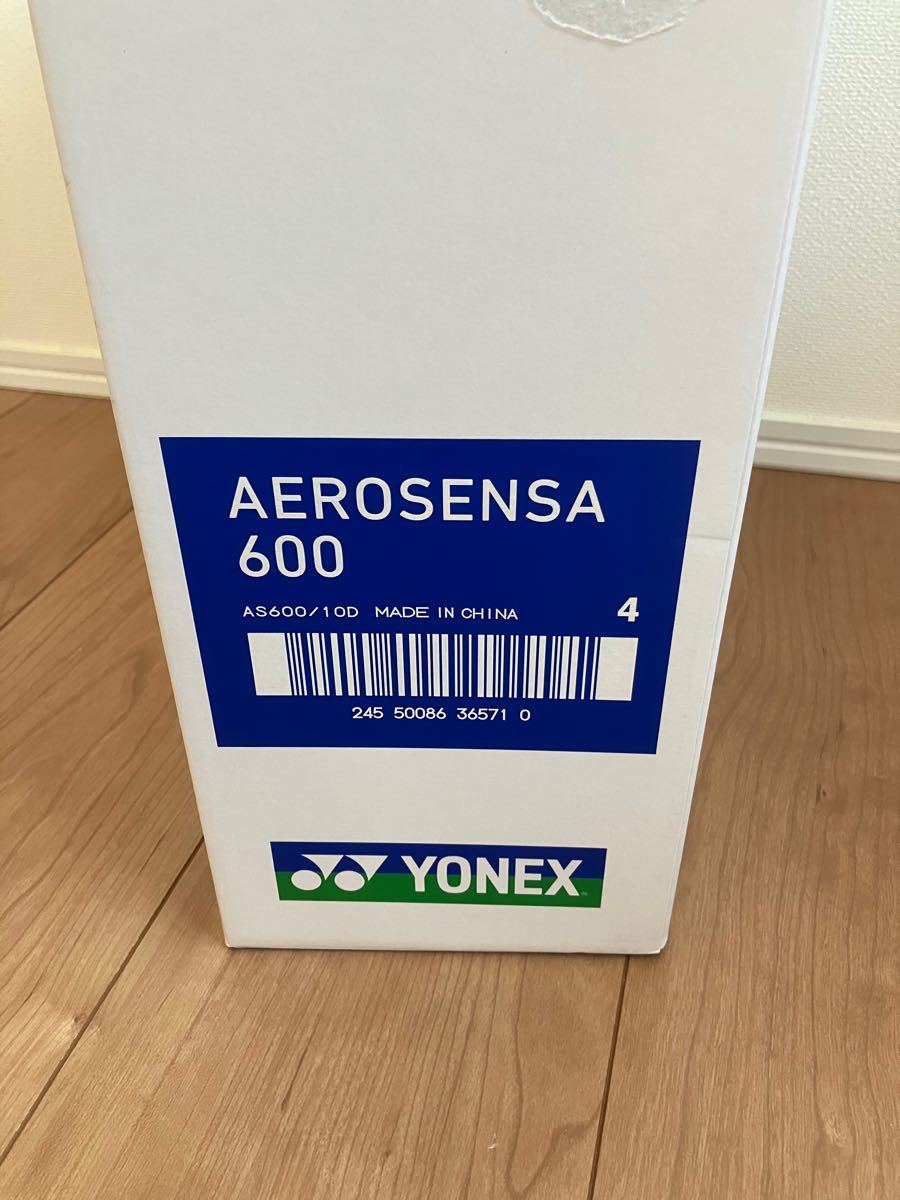 AEROSENSA
600
AS600/10D MADE IN CHINA 4
245 50086 36571 0
YONEX